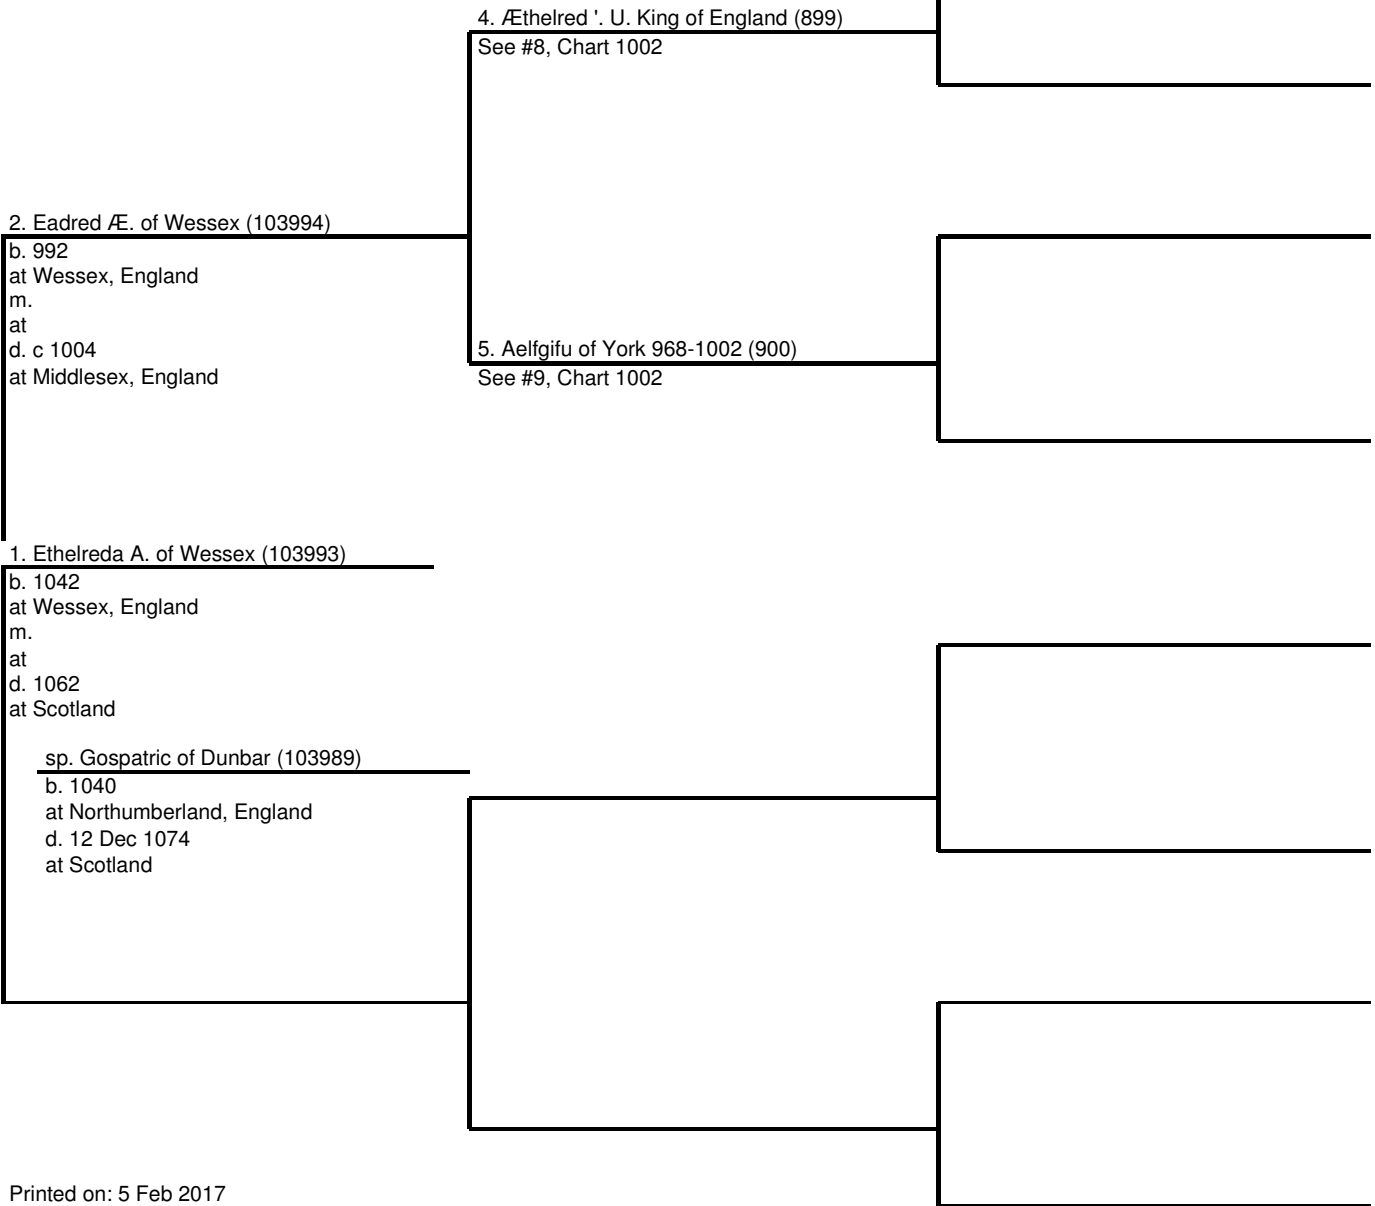 4. Æthelred '. U. King of England (899)
See #8, Chart 1002
2. Eadred Æ. of Wessex (103994)
b. 992
at Wessex, England
m.
at
d. c 1004
at Middlesex, England
5. Aelfgifu of York 968-1002 (900)
See #9, Chart 1002
1. Ethelreda A. of Wessex (103993)
b. 1042
at Wessex, England
m.
at
d. 1062
at Scotland
sp. Gospatric of Dunbar (103989)
b. 1040
at Northumberland, England
d. 12 Dec 1074
at Scotland
Printed on: 5 Feb 2017